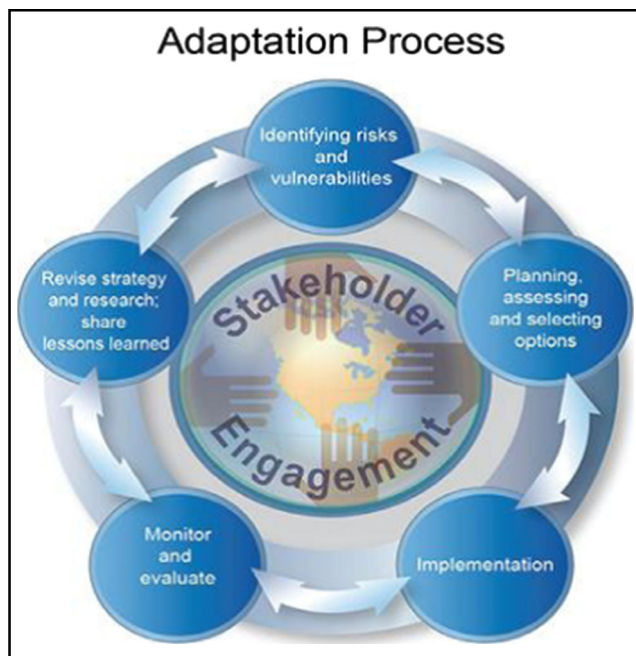 Adaptation Process
Identifying risks
and
vulnerabilities
Planning,
assessing
and selecting
options
Implementation
Monitor
and
evaluate
Revise strategy
and research;
share
lessons learned
Stakeholder
Engagement